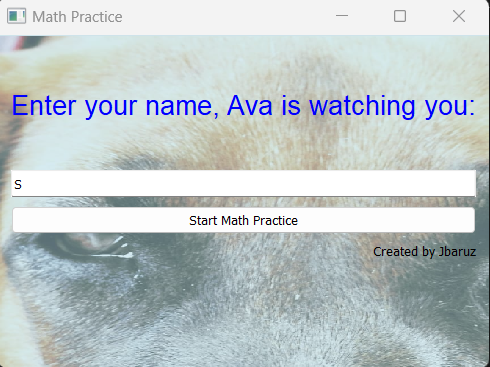 Math Practice
Enter your name, Ava is watching you:
S
Start Math Practice
Created by Jbaruz